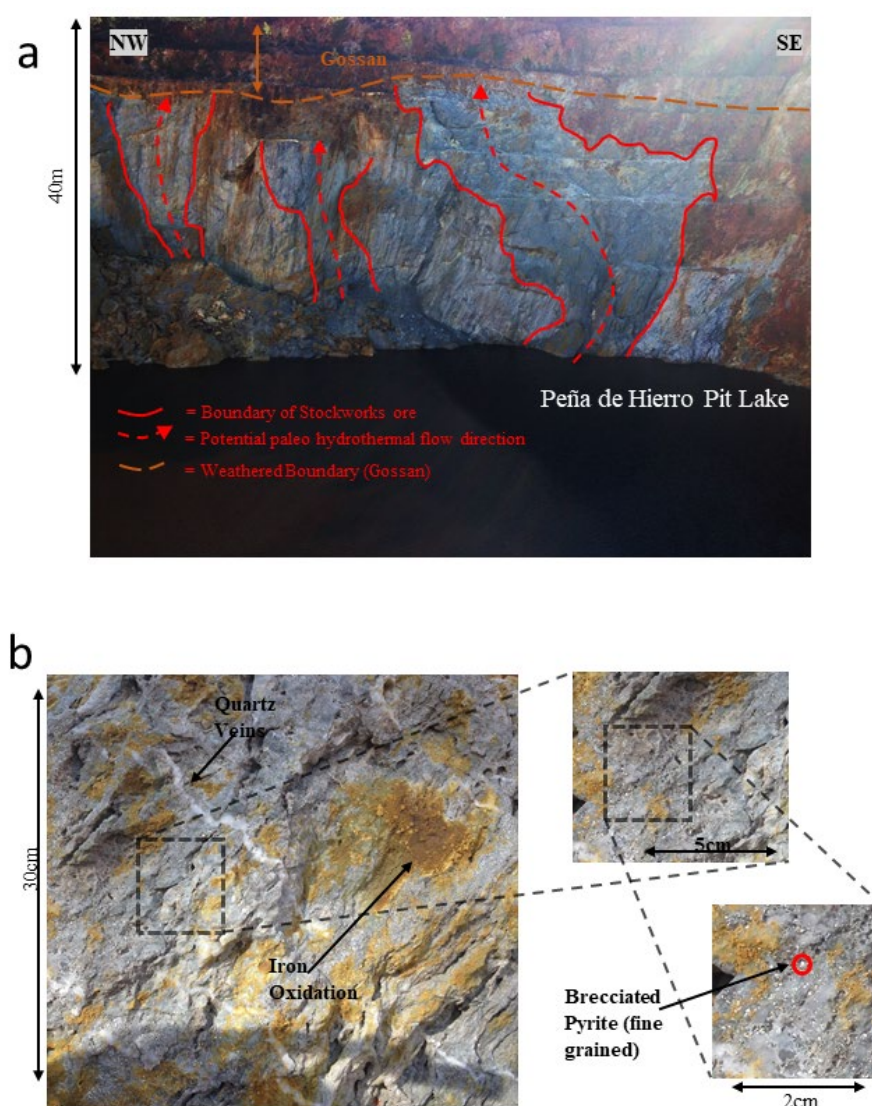 a
NW
SE
Gossan
40m
Peña de Hierro Pit Lake
= Boundary of Stockworks ore
= Potential paleo hydrothermal flow direction
= Weathered Boundary (Gossan)
b
Quartz
Veins
30cm
Iron
Oxidation
5cm
Brecciated
Pyrite (fine
grained)
2cm